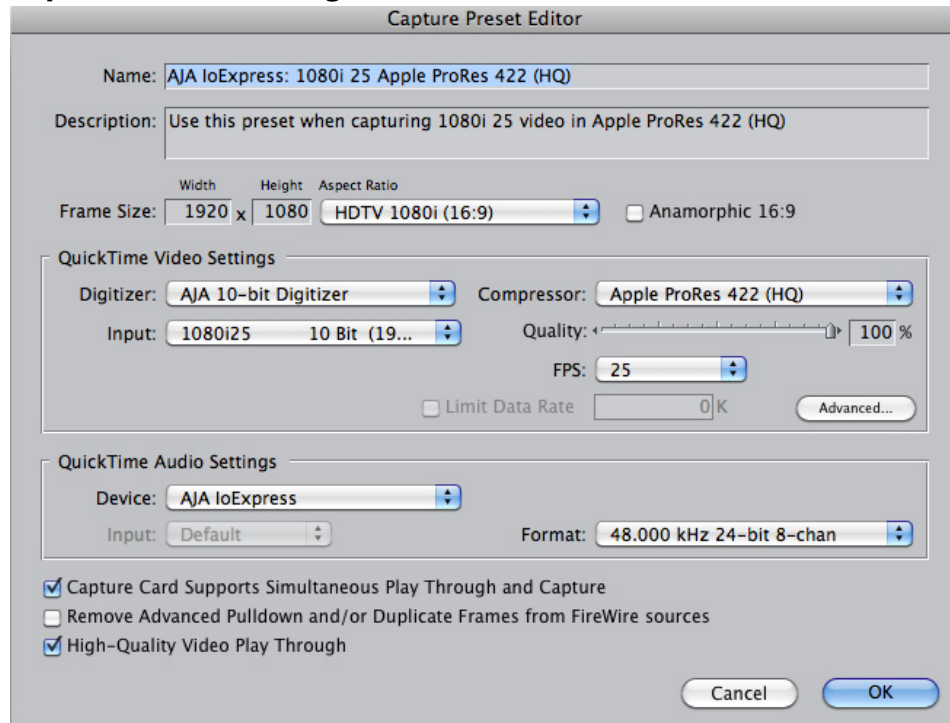 Capture Preset Editor
Name: AJA IoExpress: 1080i 25 Apple ProRes 422 (HQ)
Description: Use this preset when capturing 1080i 25 video in Apple ProRes 422 (HQ)
Width Height Aspect Ratio
Frame Size: 1920 x 1080 HDTV 1080i (16:9) Anamorphic 16:9
QuickTime Video Settings
Digitizer: AJA 10-bit Digitizer Compressor: Apple ProRes 422 (HQ)
Input: 1080i25 10 Bit (19... Quality: 100 %
FPS: 25
Limit Data Rate 0 K Advanced...
QuickTime Audio Settings
Device: AJA IoExpress
Input: Default Format: 48.000 kHz 24-bit 8-chan
Capture Card Supports Simultaneous Play Through and Capture
Remove Advanced Pulldown and/or Duplicate Frames from FireWire sources
High-Quality Video Play Through
Cancel OK